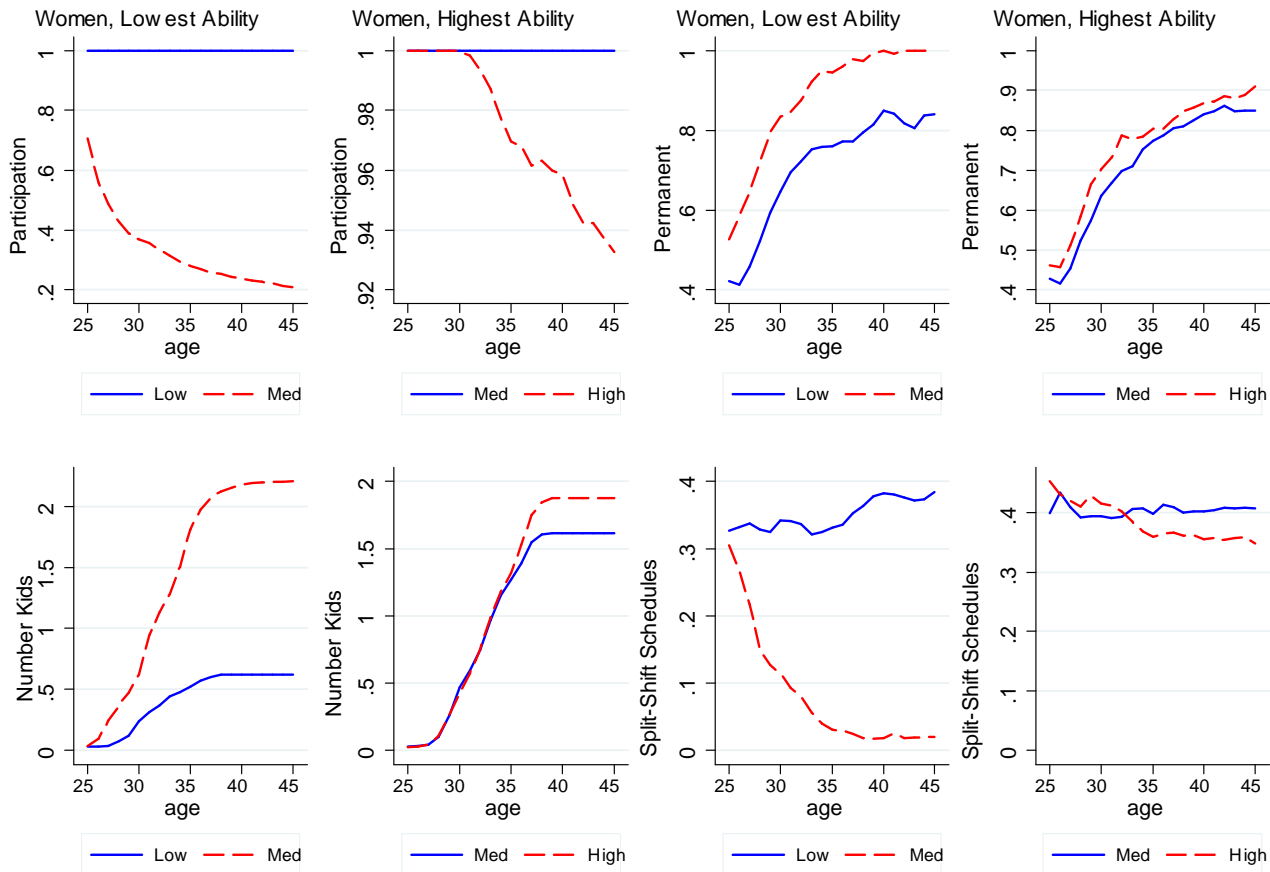 Women, Low est Ability
Participation
.2 .4 .6 .8 1
25 30 35 40 45
age
Low Med
Women, Highest Ability
Participation
.92 .94 .96 .98 1
25 30 35 40 45
age
Med High
Women, Low est Ability
Permanent
.4 .6 .8 1
25 30 35 40 45
age
Low Med
Women, Highest Ability
Permanent
.4 .5 .6 .7 .8 .9 1
25 30 35 40 45
age
Med High
Number Kids
0 .5 1 1.5 2
25 30 35 40 45
age
Low Med
Number Kids
0 .5 1 1.5 2
25 30 35 40 45
age
Med High
Split-Shift Schedules
0 .1 .2 .3 .4
25 30 35 40 45
age
Low Med
Split-Shift Schedules
0 .1 .2 .3 .4
25 30 35 40 45
age
Med High